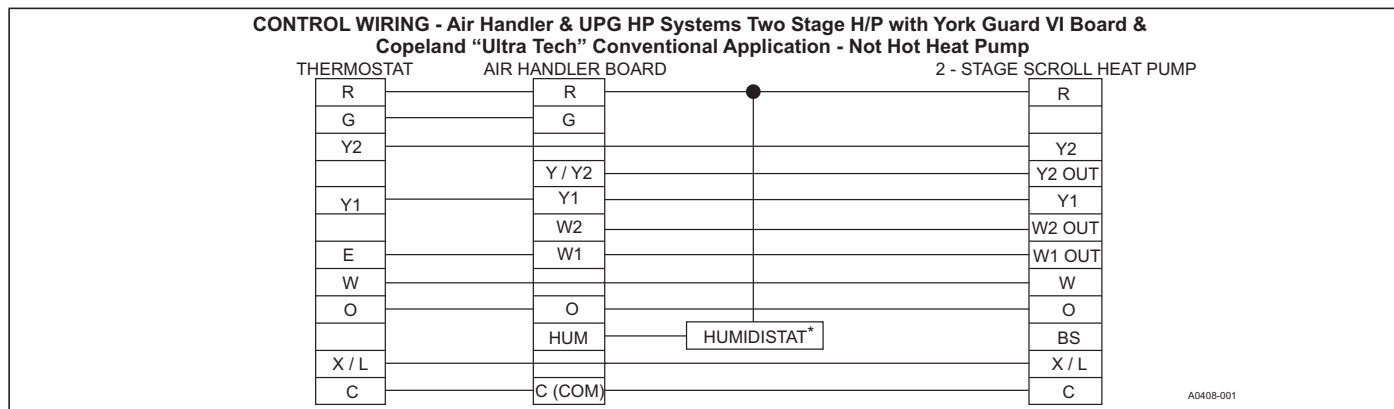 CONTROL WIRING - Air Handler & UPG HP Systems Two Stage H/P with York Guard VI Board &
Copeland “Ultra Tech” Conventional Application - Not Hot Heat Pump
THERMOSTAT AIR HANDLER BOARD 2 - STAGE SCROLL HEAT PUMP
R R R
G G
Y2 Y2
Y / Y2 Y2 OUT
Y1 Y1 Y1
W2 W2 OUT
E W1 W1 OUT
W W
O O O
HUM HUMIDISTAT* BS
X / L X / L
C C (COM) C
A0408-001